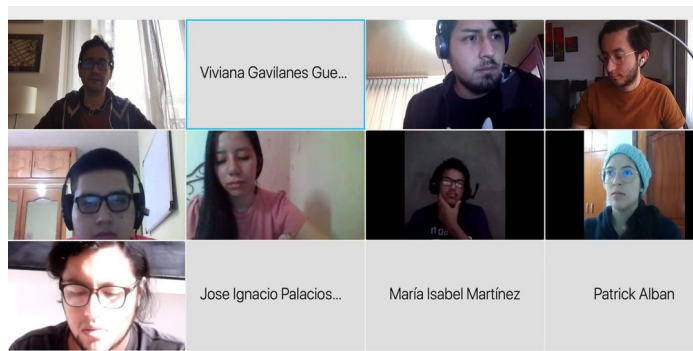 Viviana Gavilanes Gue...
Jose Ignacio Palacios...
María Isabel Martínez
Patrick Alban